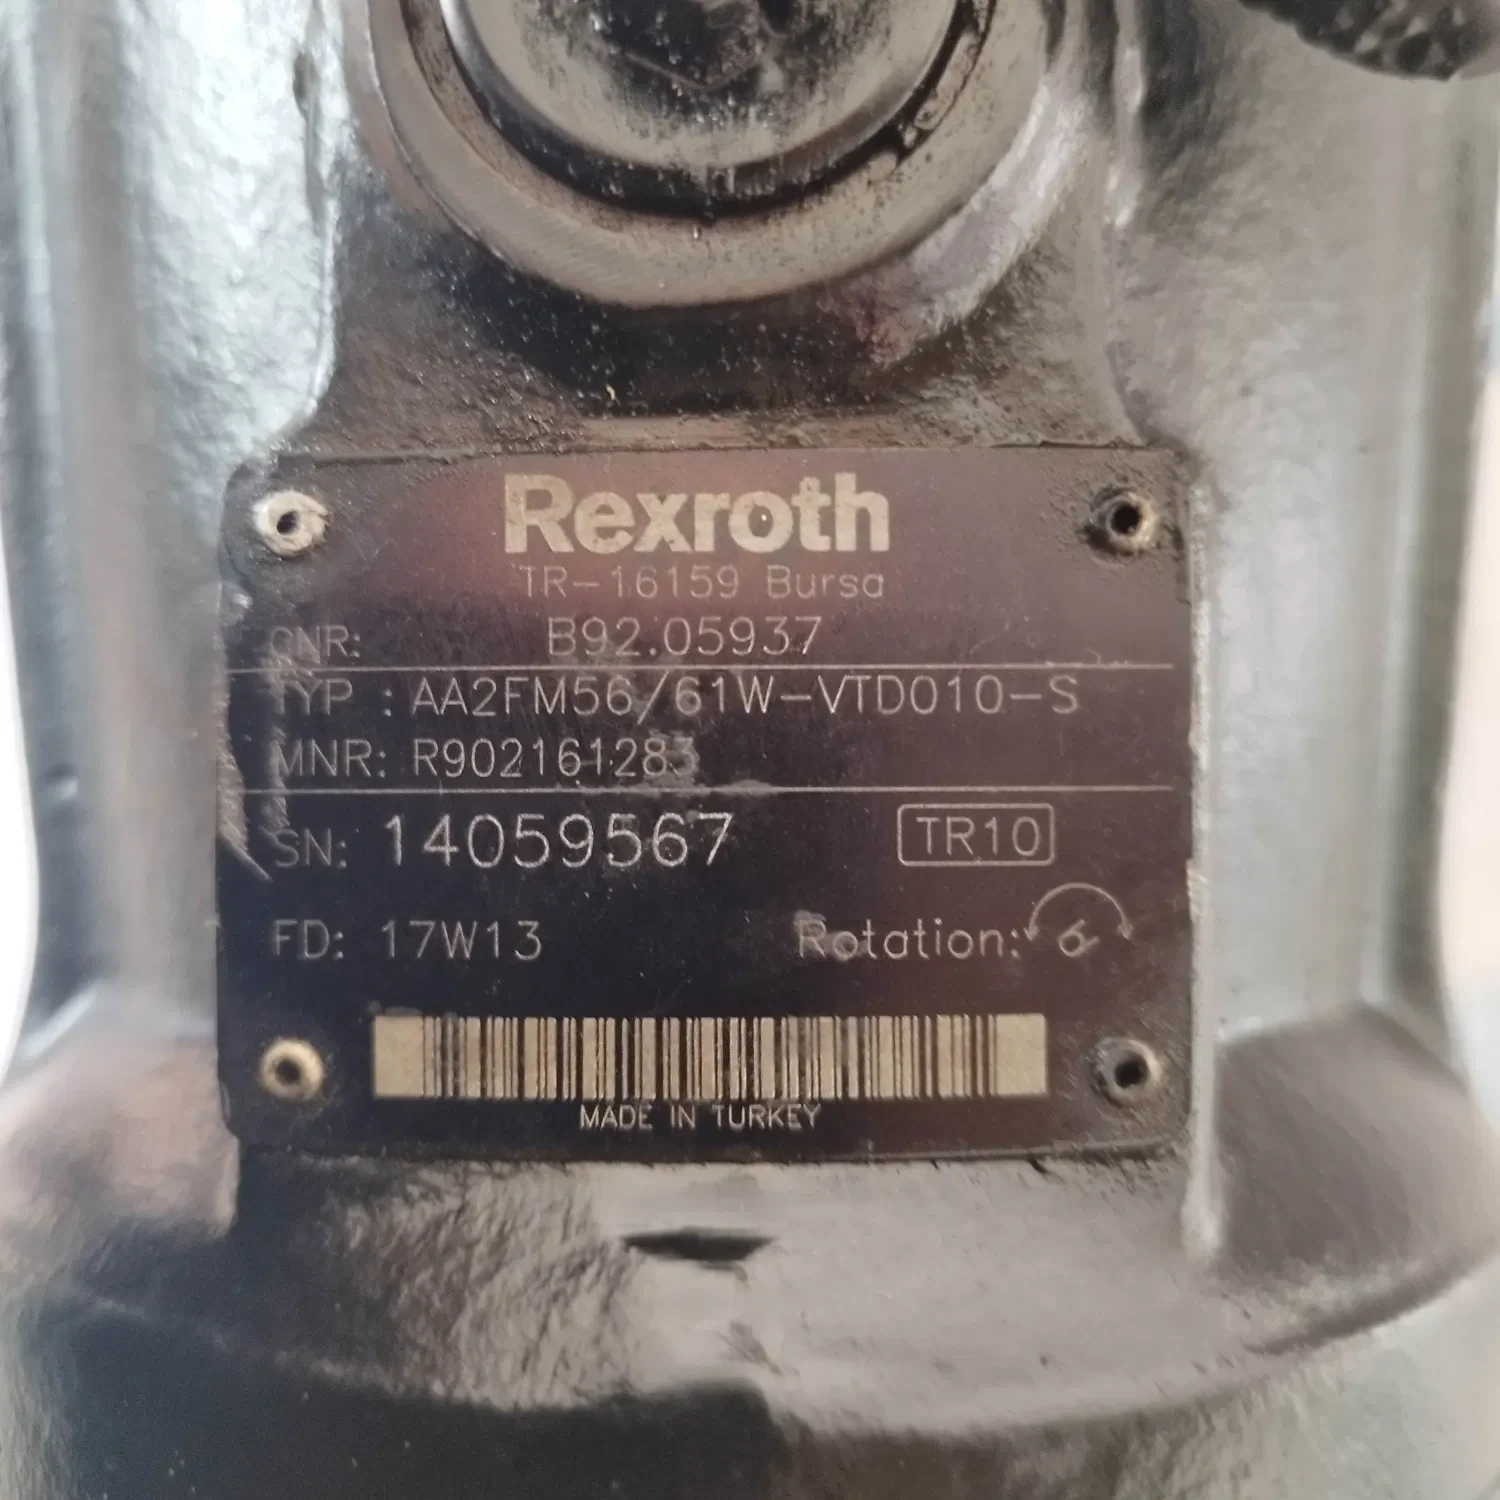 Rexroth
TR-16159 Bursa
QNR: B92.05937
TYP : AA2FM56/61W-VTD010-S
MNR: R902161283
SN: 14059567 TR10
FD: 17W13 Rotation:
MADE IN TURKEY